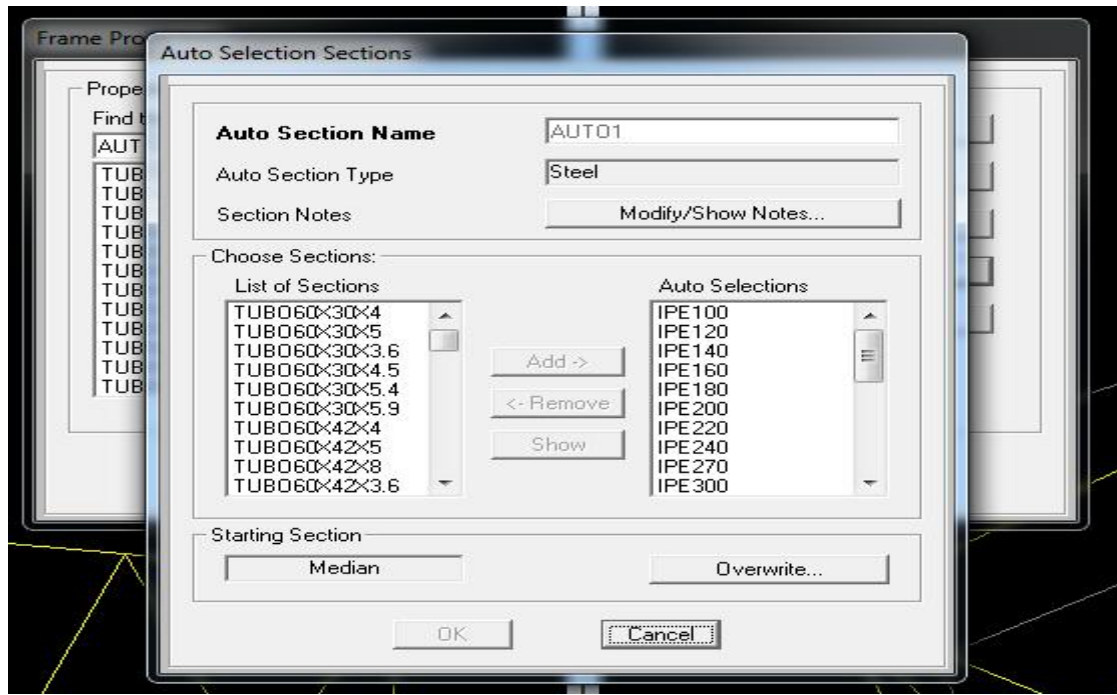 Frame Pro
Auto Selection Sections
Prope
Find t
AUT
TUB
TUB
TUB
TUB
TUB
TUB
TUB
TUB
TUB
TUB
TUB
TUB
Auto Section Name
AUTO1
Auto Section Type
Steel
Section Notes
Modify/Show Notes...
Choose Sections:
List of Sections
TUBO60X30X4
TUBO60X30X5
TUBO60X30X3.6
TUBO60X30X4.5
TUBO60X30X5.4
TUBO60X30X5.9
TUBO60X42X4
TUBO60X42X5
TUBO60X42X8
TUBO60X42X3.6
Add ->
<- Remove
Show
Auto Selections
IPE100
IPE120
IPE140
IPE160
IPE180
IPE200
IPE220
IPE240
IPE270
IPE300
Starting Section
Median
Overwrite...
OK
Cancel